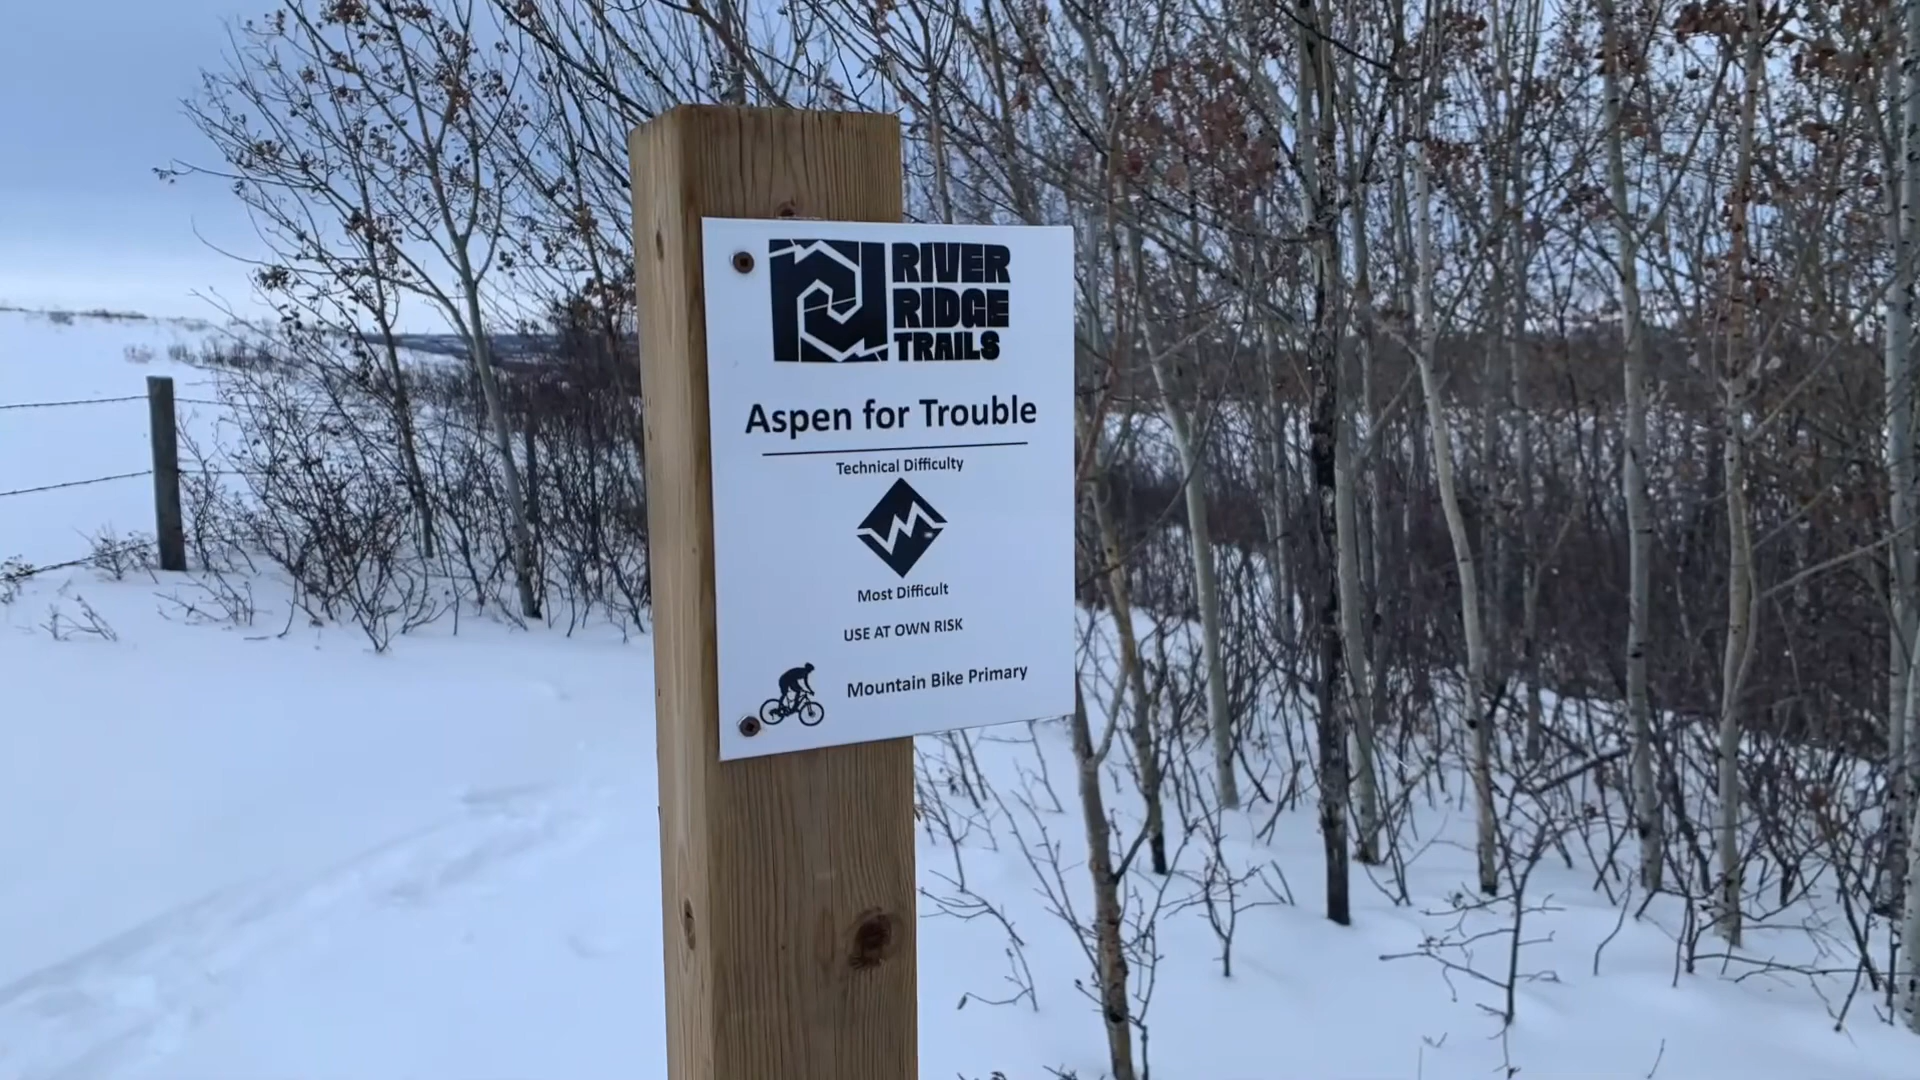 RIVER
RIDGE
TRAILS
Aspen for Trouble
Technical Difficulty
Most Difficult
USE AT OWN RISK
Mountain Bike Primary